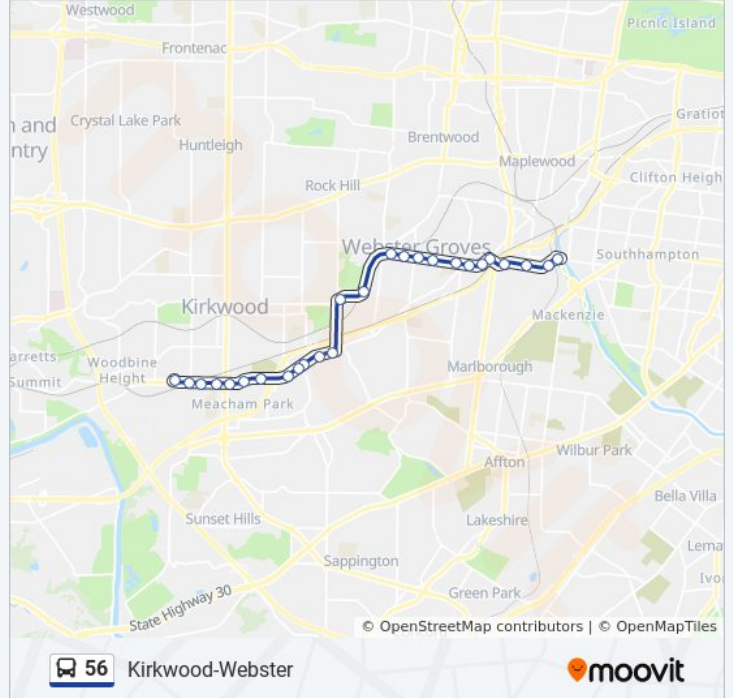 Westwood
Picnic Island
Frontenac
Gratiot
Crystal Lake Park
n and
ntry
Brentwood
Huntleigh
Maplewood
Clifton Heigh
Rock Hill
Webster Groves
Southhampton
Kirkwood
Mackenzie
arretts
Summit
Woodbine
Height
Marlborough
Meacham Park
Affton
Wilbur Park
Bella Villa
Sunset Hills
Lakeshire
Lema
Sappington
Ivo
Green Park
State Highway 30
© OpenStreetMap contributors | © OpenMapTiles
56 Kirkwood-Webster
moovit